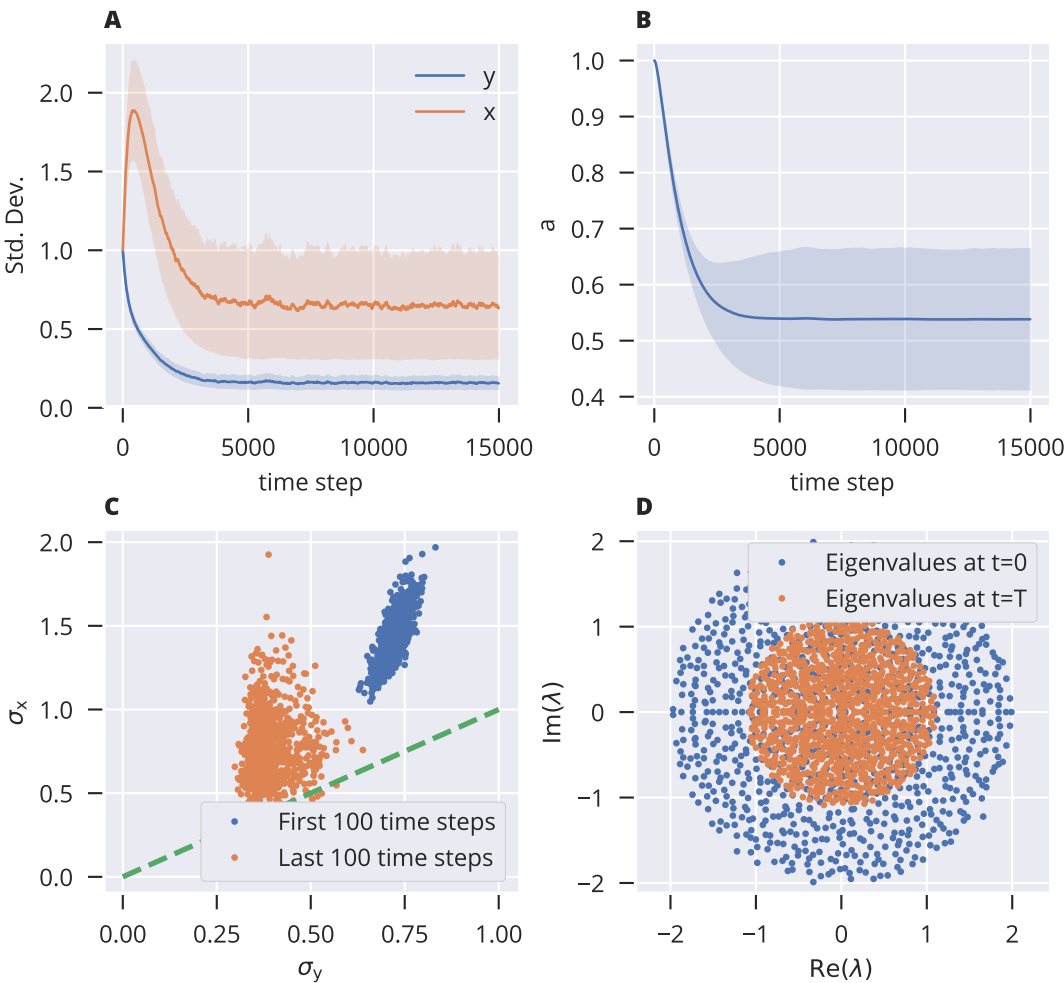 A
Std. Dev.
2.0
1.5
1.0
0.5
0.0
y
x
0
5000
10000
15000
time step
B
a
1.0
0.9
0.8
0.7
0.6
0.5
0.4
0
5000
10000
15000
time step
C
σx
2.0
1.5
1.0
0.5
0.0
First 100 time steps
Last 100 time steps
0.00
0.25
0.50
0.75
1.00
σy
D
Im(λ)
2
1
0
−1
−2
Eigenvalues at t=0
Eigenvalues at t=T
−2
−1
0
1
2
Re(λ)